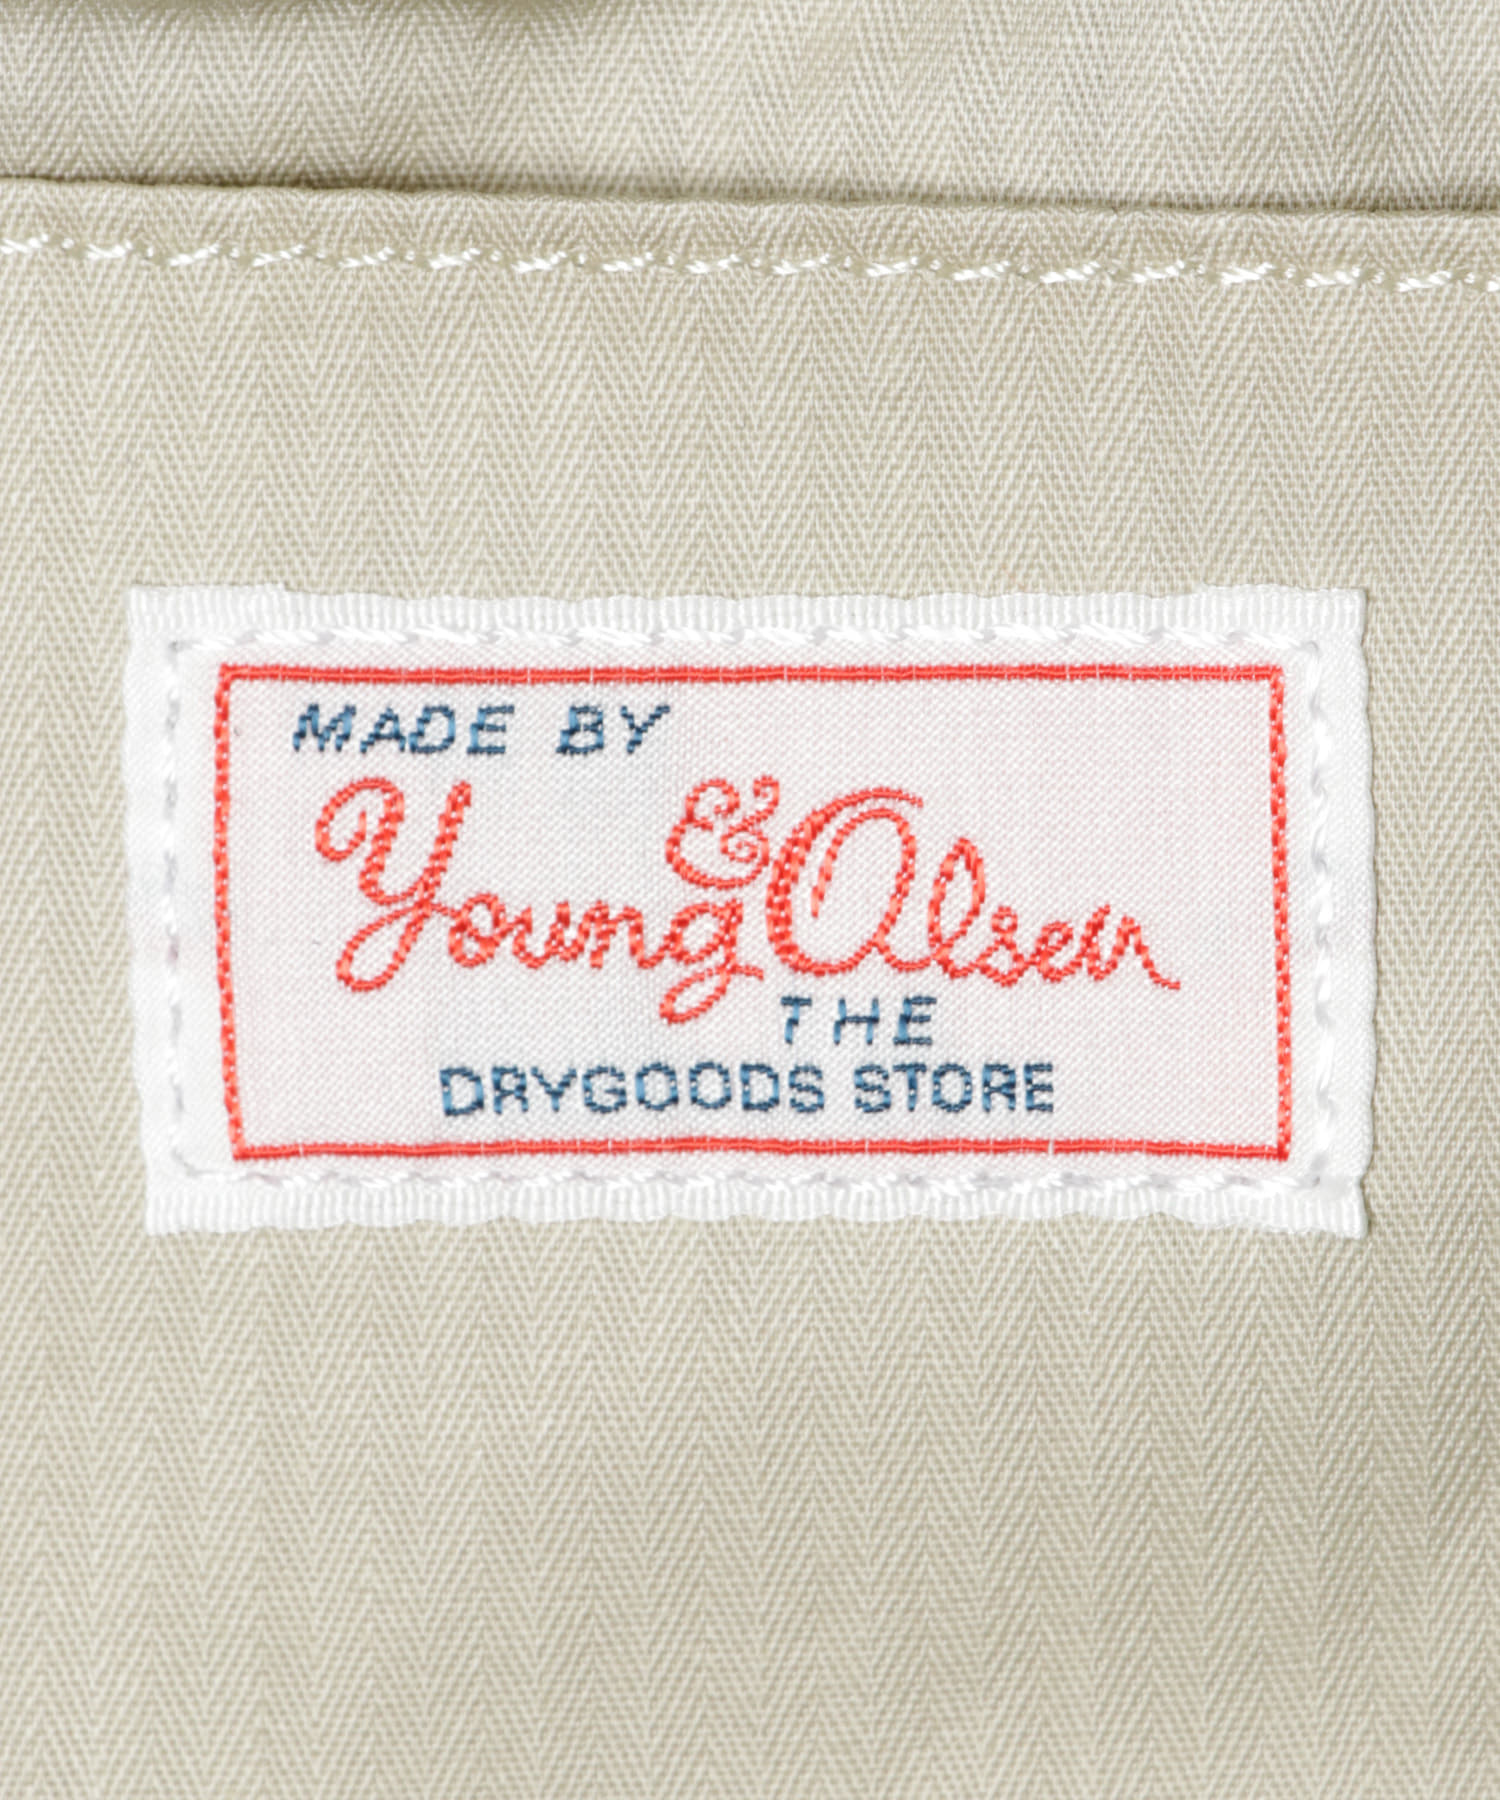 MADE BY
Young & Olsen
THE
DRYGOODS STORE